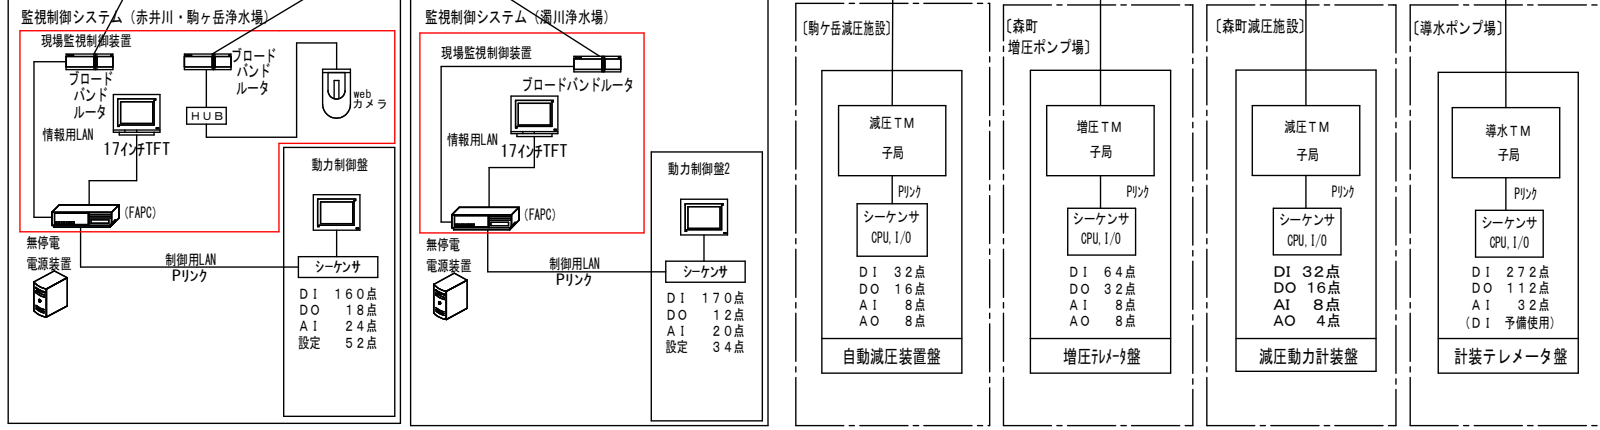 監視制御システム（赤井川・駒ヶ岳浄水場）
現場監視制御装置
ブロード
バンド
ルータ
ブロード
バンド
ルータ
web
カメラ
HUB
情報用LAN
17インチTFT
(FAPC)
動力制御盤
無停電
電源装置
制御用LAN
Pリンク
シーケンサ
DI 160点
DO 18点
AI 24点
設定 52点
監視制御システム（濁川浄水場）
現場監視制御装置
ブロードバンドルータ
情報用LAN
17インチTFT
(FAPC)
動力制御盤2
無停電
電源装置
制御用LAN
Pリンク
シーケンサ
DI 170点
DO 12点
AI 20点
設定 34点
〔駒ケ岳減圧施設〕
減圧TM
子局
Pリンク
シーケンサ
CPU,I/O
DI 32点
DO 16点
AI 8点
AO 8点
自動減圧装置盤
〔森町
増圧ポンプ場〕
増圧TM
子局
Pリンク
シーケンサ
CPU,I/O
DI 64点
DO 32点
AI 8点
AO 8点
増圧テレメータ盤
〔森町減圧施設〕
減圧TM
子局
Pリンク
シーケンサ
CPU,I/O
DI 32点
DO 16点
AI 8点
AO 4点
減圧動力計装盤
〔導水ポンプ場〕
導水TM
子局
Pリンク
シーケンサ
CPU,I/O
DI 272点
DO 112点
AI 32点
(DI 予備使用)
計装テレメータ盤